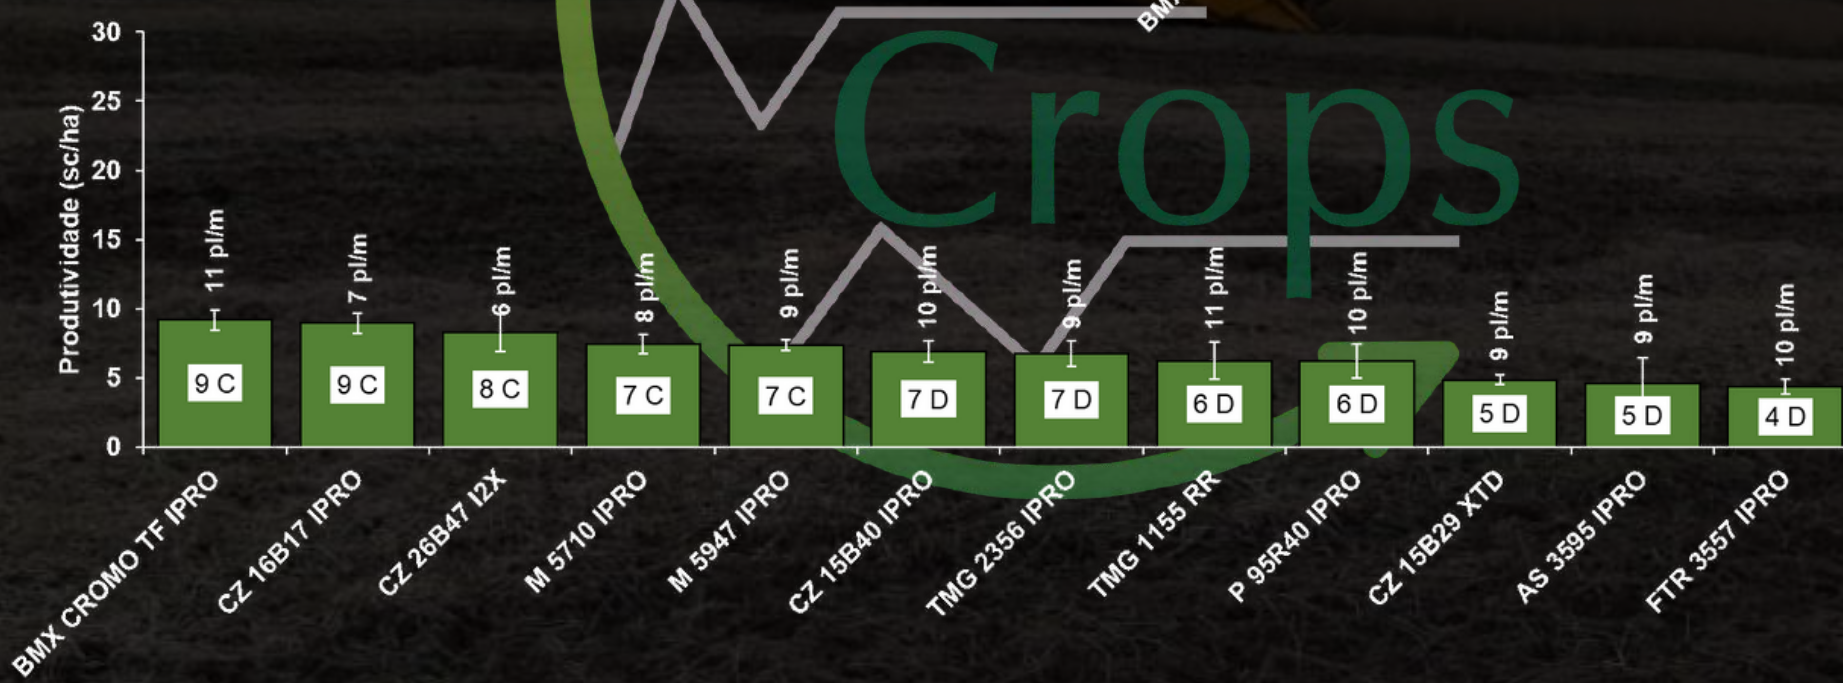 BMX
Crops
Produtividade (sc/ha)
30
25
20
15
10
5
0
11 pl/m
7 pl/m
6 pl/m
8 pl/m
9 pl/m
10 pl/m
9 pl/m
11 pl/m
10 pl/m
9 pl/m
9 pl/m
10 pl/m
9 C
9 C
8 C
7 C
7 C
7 D
7 D
6 D
6 D
5 D
5 D
4 D
BMX CROMO TF IPRO
CZ 16B17 IPRO
CZ 26B47 I2X
M 5710 IPRO
M 5947 IPRO
CZ 15B40 IPRO
TMG 2356 IPRO
TMG 1155 RR
P 95R40 IPRO
CZ 15B29 XTD
AS 3595 IPRO
FTR 3557 IPRO